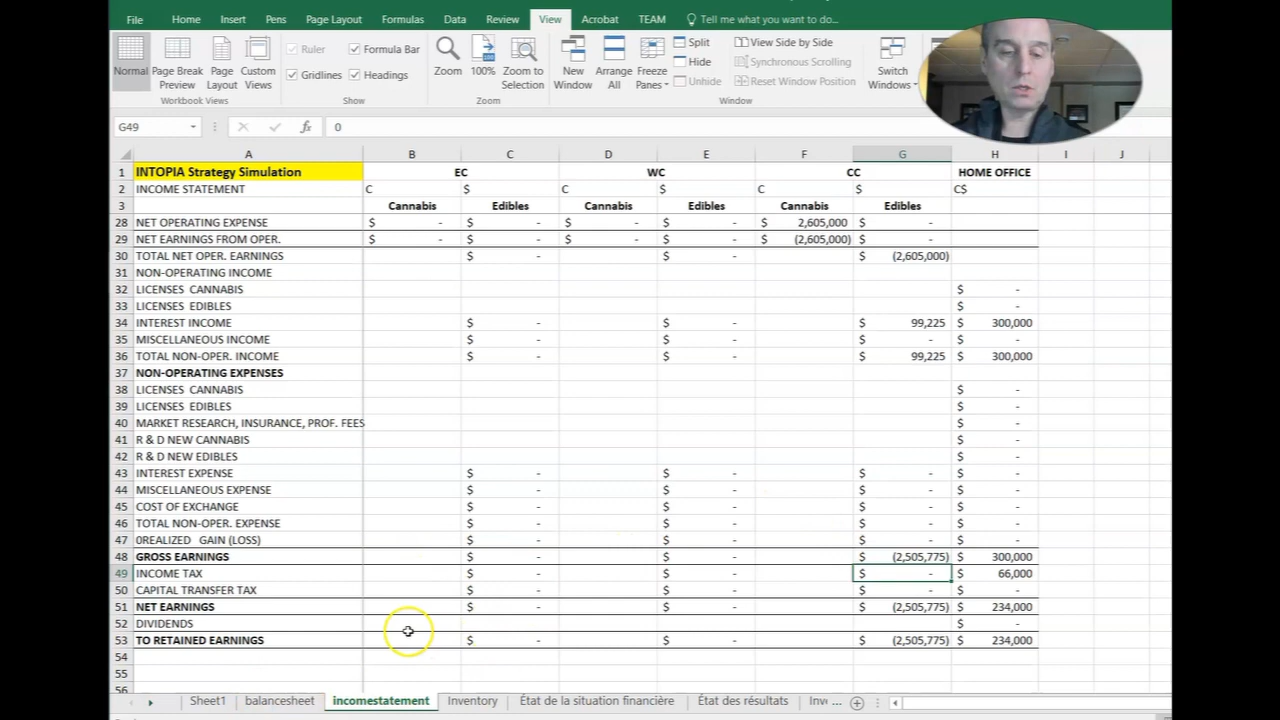 File Home Insert Pens Page Layout Formulas Data Review View Acrobat TEAM Tell me what you want to do...
Normal Page Break Preview Page Layout Custom Views Ruler Formula Bar Gridlines Headings Zoom 100% Zoom to Selection New Window Arrange All Freeze Panes Split Hide Unhide View Side by Side Synchronous Scrolling Reset Window Position Switch Windows
Workbook Views Show Zoom Window
G49 fx 0
A B C D E F G H I J
1 INTOPIA Strategy Simulation EC WC CC HOME OFFICE
2 INCOME STATEMENT C $ C $ C $ C$
3 Cannabis Edibles Cannabis Edibles Cannabis Edibles
28 NET OPERATING EXPENSE $ - $ - $ - $ - $ 2,605,000 $ -
29 NET EARNINGS FROM OPER. $ - $ - $ - $ - $ (2,605,000) $ -
30 TOTAL NET OPER. EARNINGS $ - $ - $ (2,605,000)
31 NON-OPERATING INCOME
32 LICENSES CANNABIS $ -
33 LICENSES EDIBLES $ -
34 INTEREST INCOME $ - $ - $ 99,225 $ 300,000
35 MISCELLANEOUS INCOME $ - $ - $ - $ -
36 TOTAL NON-OPER. INCOME $ - $ - $ 99,225 $ 300,000
37 NON-OPERATING EXPENSES
38 LICENSES CANNABIS $ -
39 LICENSES EDIBLES $ -
40 MARKET RESEARCH, INSURANCE, PROF. FEES $ -
41 R & D NEW CANNABIS $ -
42 R & D NEW EDIBLES $ -
43 INTEREST EXPENSE $ - $ - $ - $ -
44 MISCELLANEOUS EXPENSE $ - $ - $ - $ -
45 COST OF EXCHANGE $ - $ - $ - $ -
46 TOTAL NON-OPER. EXPENSE $ - $ - $ - $ -
47 0REALIZED GAIN (LOSS) $ - $ - $ - $ -
48 GROSS EARNINGS $ - $ - $ (2,505,775) $ 300,000
49 INCOME TAX $ - $ - $ - $ 66,000
50 CAPITAL TRANSFER TAX $ - $ - $ - $ -
51 NET EARNINGS $ - $ - $ (2,505,775) $ 234,000
52 DIVIDENDS $ -
53 TO RETAINED EARNINGS $ - $ - $ (2,505,775) $ 234,000
54
55
56
Sheet1 balancesheet incomestatement Inventory État de la situation financière État des résultats Inve ...